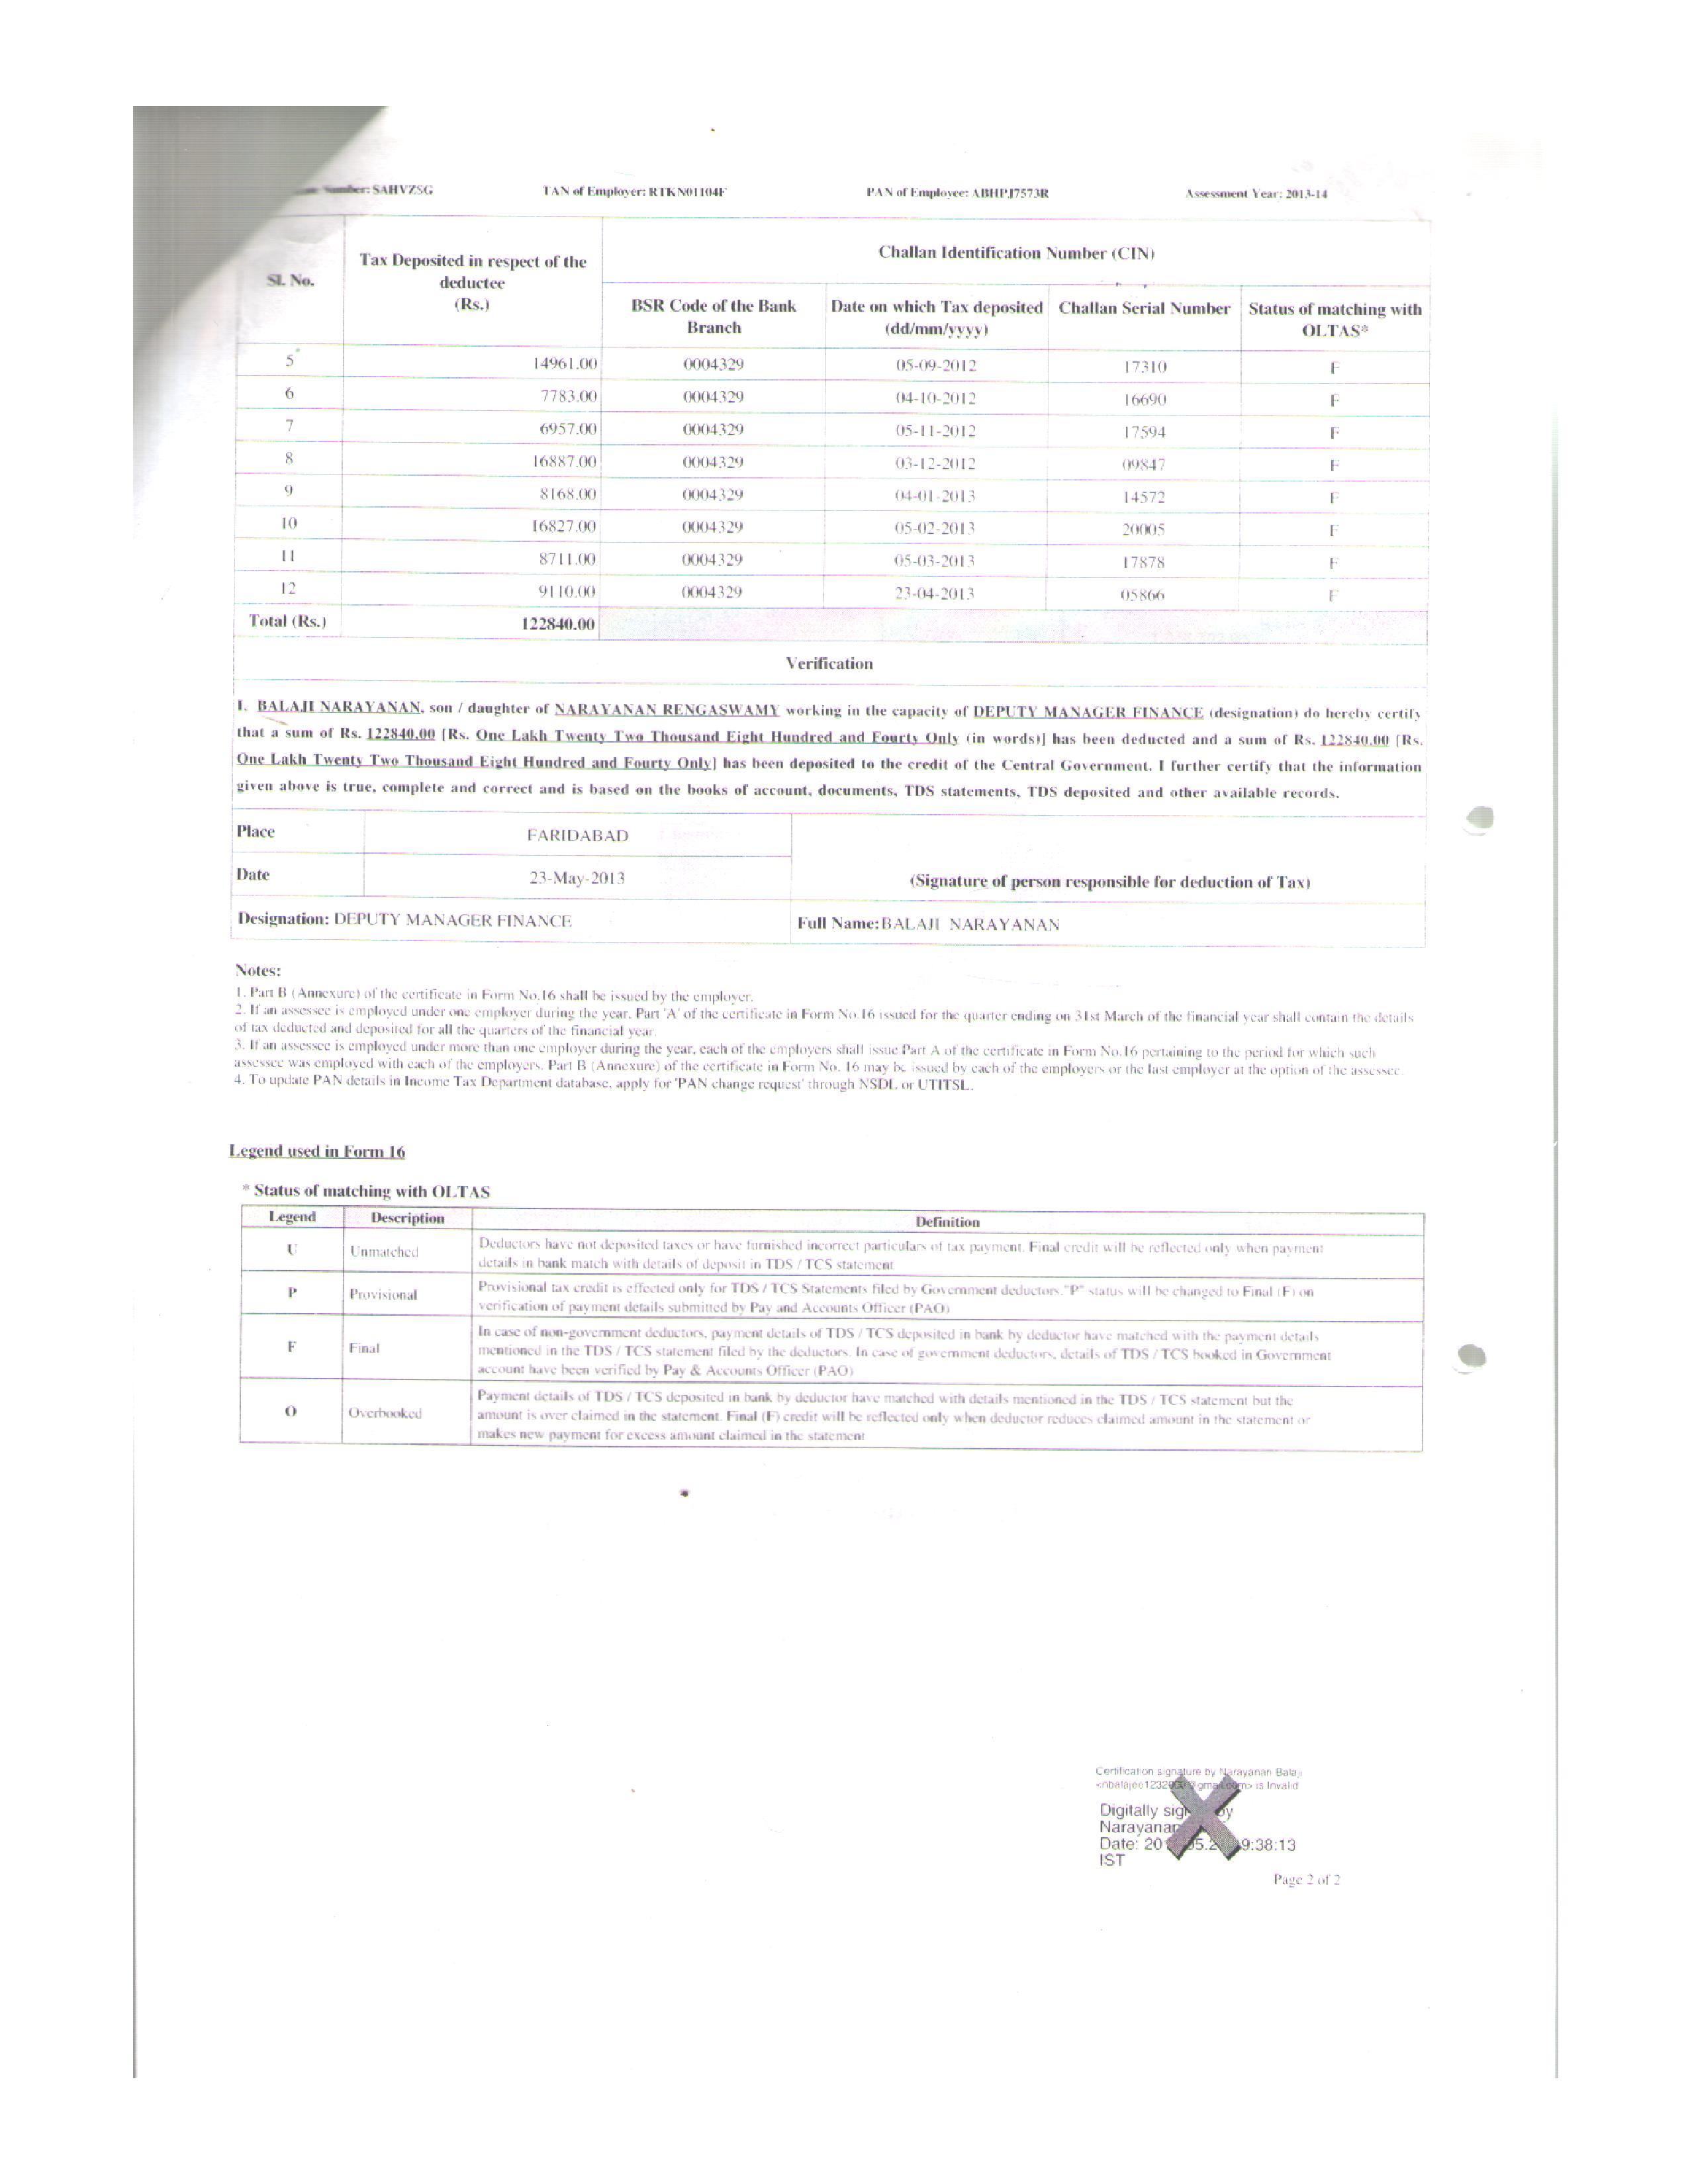 Number: SAHVZSG TAN of Employer: RTKN01104F PAN of Employee: ABHPJ7573R Assessment Year: 2013-14
Sl. No.
Tax Deposited in respect of the
deductee
(Rs.)
Challan Identification Number (CIN)
BSR Code of the Bank
Branch
Date on which Tax deposited
(dd/mm/yyyy)
Challan Serial Number
Status of matching with
OLTAS*
5 14961.00 0004329 05-09-2012 17310 F
6 7783.00 0004329 04-10-2012 16690 F
7 6957.00 0004329 05-11-2012 17594 F
8 16887.00 0004329 03-12-2012 09847 F
9 8168.00 0004329 04-01-2013 14572 F
10 16827.00 0004329 05-02-2013 20005 F
11 8711.00 0004329 05-03-2013 17878 F
12 9110.00 0004329 23-04-2013 05866 F
Total (Rs.) 122840.00
Verification
I, BALAJI NARAYANAN, son / daughter of NARAYANAN RENGASWAMY working in the capacity of DEPUTY MANAGER FINANCE (designation) do hereby certify
that a sum of Rs. 122840.00 [Rs. One Lakh Twenty Two Thousand Eight Hundred and Fourty Only (in words)] has been deducted and a sum of Rs. 122840.00 [Rs.
One Lakh Twenty Two Thousand Eight Hundred and Fourty Only] has been deposited to the credit of the Central Government. I further certify that the information
given above is true, complete and correct and is based on the books of account, documents, TDS statements, TDS deposited and other available records.
Place FARIDABAD
Date 23-May-2013 (Signature of person responsible for deduction of Tax)
Designation: DEPUTY MANAGER FINANCE Full Name:BALAJI NARAYANAN
Notes:
1. Part B (Annexure) of the certificate in Form No.16 shall be issued by the employer.
2. If an assessee is employed under one employer during the year, Part 'A' of the certificate in Form No.16 issued for the quarter ending on 31st March of the financial year shall contain the details
of tax deducted and deposited for all the quarters of the financial year.
3. If an assessee is employed under more than one employer during the year, each of the employers shall issue Part A of the certificate in Form No.16 pertaining to the period for which such
assessee was employed with each of the employers. Part B (Annexure) of the certificate in Form No. 16 may be issued by each of the employers or the last employer at the option of the assessee.
4. To update PAN details in Income Tax Department database, apply for 'PAN change request' through NSDL or UTITSL.
Legend used in Form 16
* Status of matching with OLTAS
Legend Description Definition
U Unmatched Deductors have not deposited taxes or have furnished incorrect particulars of tax payment. Final credit will be reflected only when payment
details in bank match with details of deposit in TDS / TCS statement
P Provisional Provisional tax credit is effected only for TDS / TCS Statements filed by Government deductors."P" status will be changed to Final (F) on
verification of payment details submitted by Pay and Accounts Officer (PAO)
F Final In case of non-government deductors, payment details of TDS / TCS deposited in bank by deductor have matched with the payment details
mentioned in the TDS / TCS statement filed by the deductors. In case of government deductors, details of TDS / TCS booked in Government
account have been verified by Pay & Accounts Officer (PAO)
O Overbooked Payment details of TDS / TCS deposited in bank by deductor have matched with details mentioned in the TDS / TCS statement but the
amount is over claimed in the statement. Final (F) credit will be reflected only when deductor reduces claimed amount in the statement or
makes new payment for excess amount claimed in the statement
Certification signature by Narayanan Balaji
is Invalid
Digitally
Date: 9:38:13
IST
Page 2 of 2